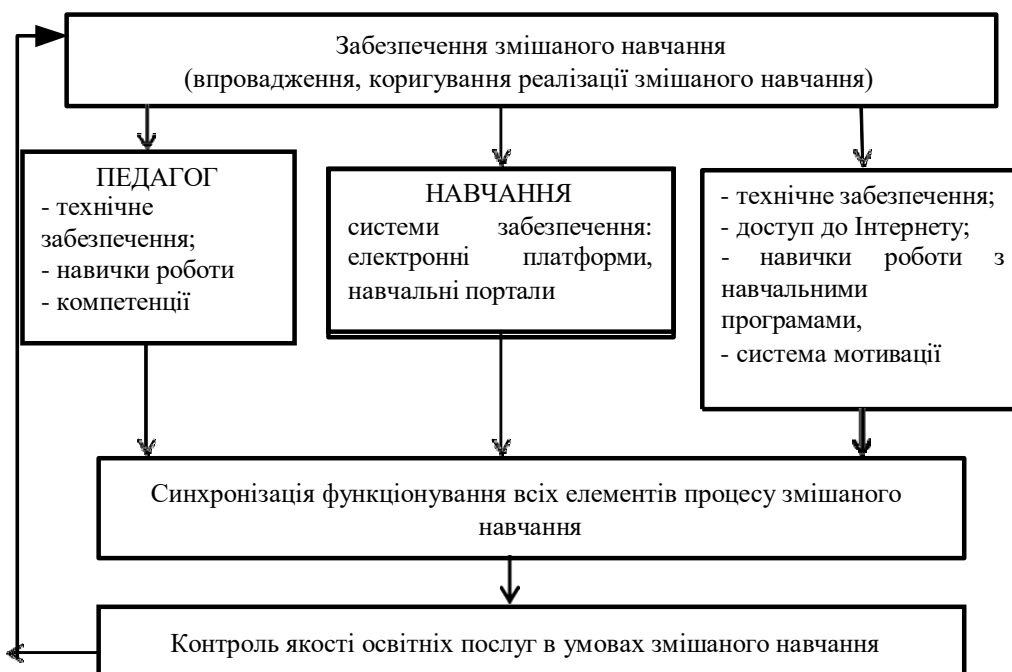 Забезпечення змішаного навчання
(впровадження, коригування реалізації змішаного навчання)
ПЕДАГОГ
- технічне
забезпечення;
- навички роботи
- компетенції
НАВЧАННЯ
системи забезпечення:
електронні платформи,
навчальні портали
- технічне забезпечення;
- доступ до Інтернету;
- навички роботи з
навчальними
програмами,
- система мотивації
Синхронізація функціонування всіх елементів процесу змішаного
навчання
Контроль якості освітніх послуг в умовах змішаного навчання